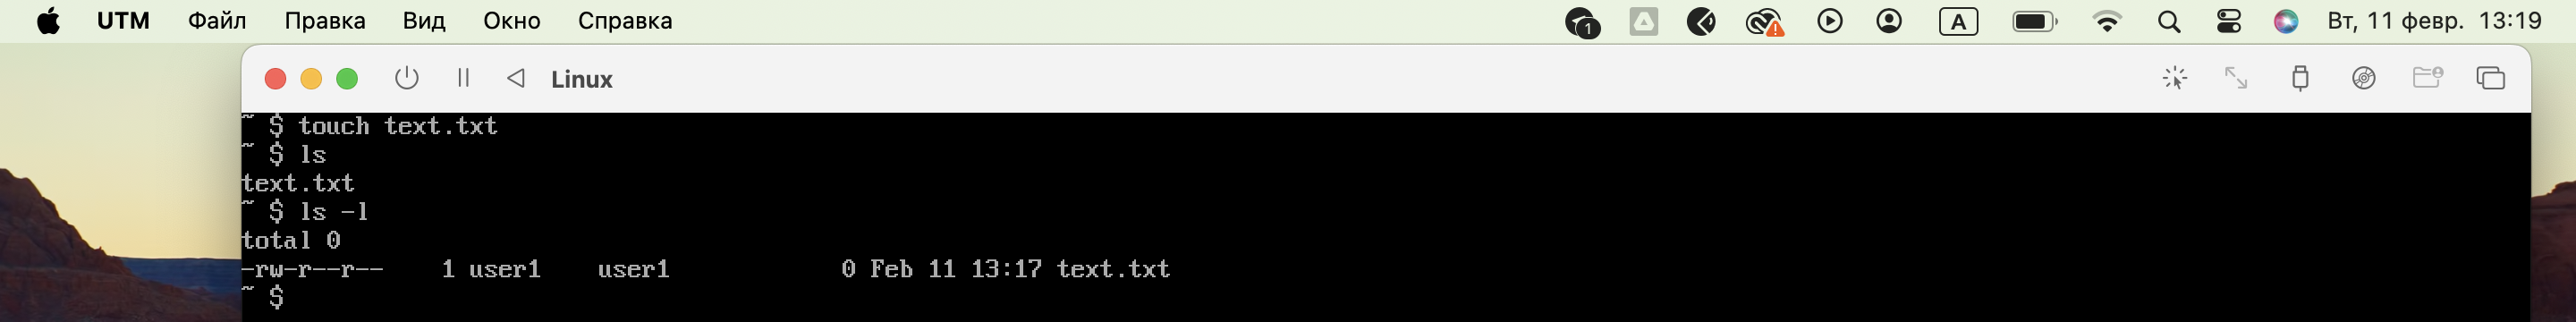 UTM Файл Правка Вид Окно Справка 1 A Вт, 11 февр. 13:19
Linux
~ $ touch text.txt
~ $ ls
text.txt
~ $ ls -l
total 0
-rw-r--r-- 1 user1 user1 0 Feb 11 13:17 text.txt
~ $